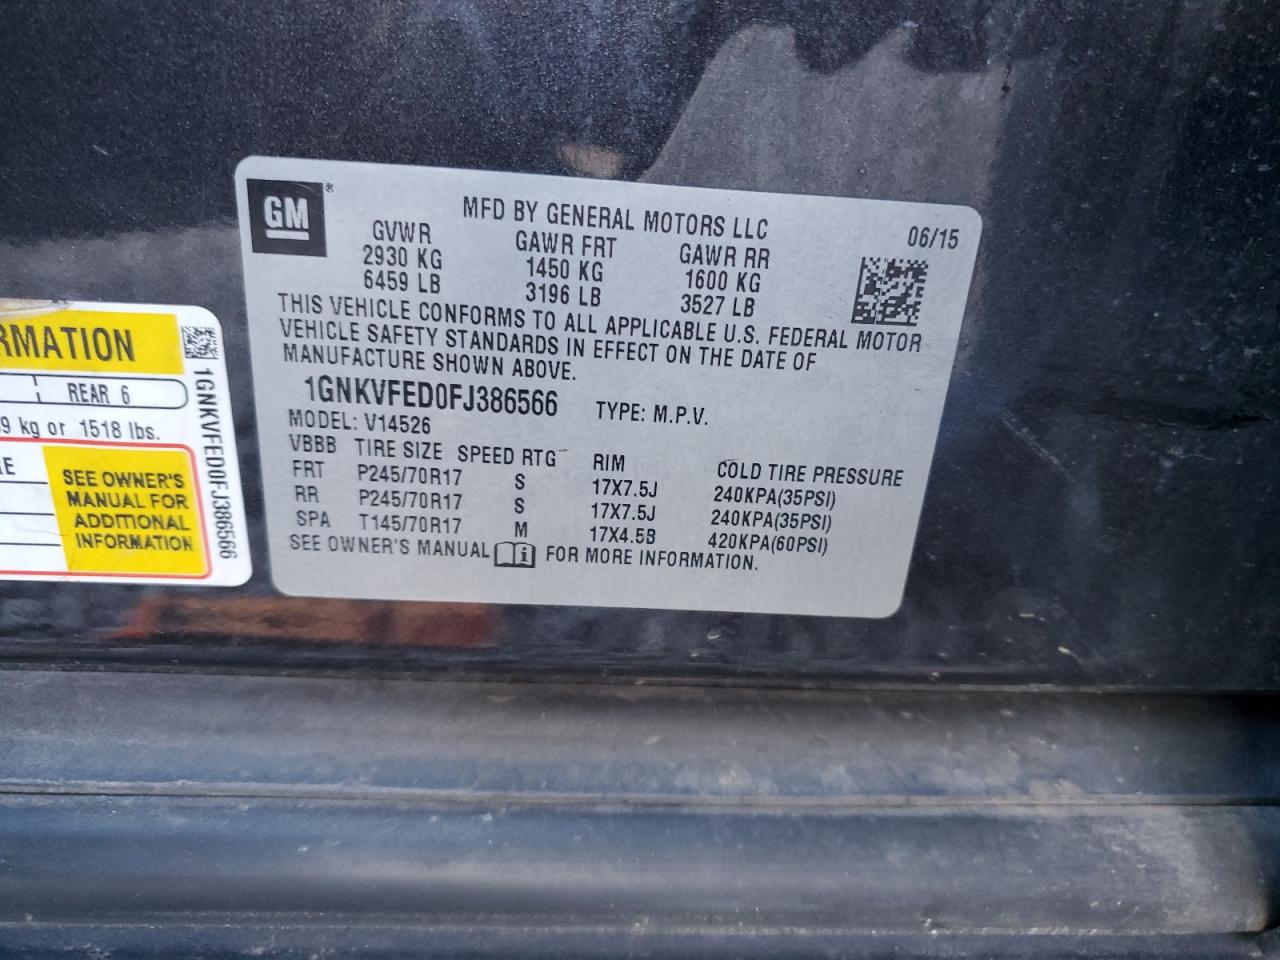 GM®
MFD BY GENERAL MOTORS LLC
06/15
GVWR GAWR FRT GAWR RR
2930 KG 1450 KG 1600 KG
6459 LB 3196 LB 3527 LB
THIS VEHICLE CONFORMS TO ALL APPLICABLE U.S. FEDERAL MOTOR
VEHICLE SAFETY STANDARDS IN EFFECT ON THE DATE OF
MANUFACTURE SHOWN ABOVE.
1GNKVFED0FJ386566 TYPE: M.P.V.
MODEL: V14526
VBBB TIRE SIZE SPEED RTG RIM COLD TIRE PRESSURE
FRT P245/70R17 S 17X7.5J 240KPA(35PSI)
RR P245/70R17 S 17X7.5J 240KPA(35PSI)
SPA T145/70R17 M 17X4.5B 420KPA(60PSI)
SEE OWNER'S MANUAL i FOR MORE INFORMATION.
RMATION
REAR 6
9 kg or 1518 lbs.
SEE OWNER'S
MANUAL FOR
ADDITIONAL
INFORMATION
1GNKVFED0FJ386566